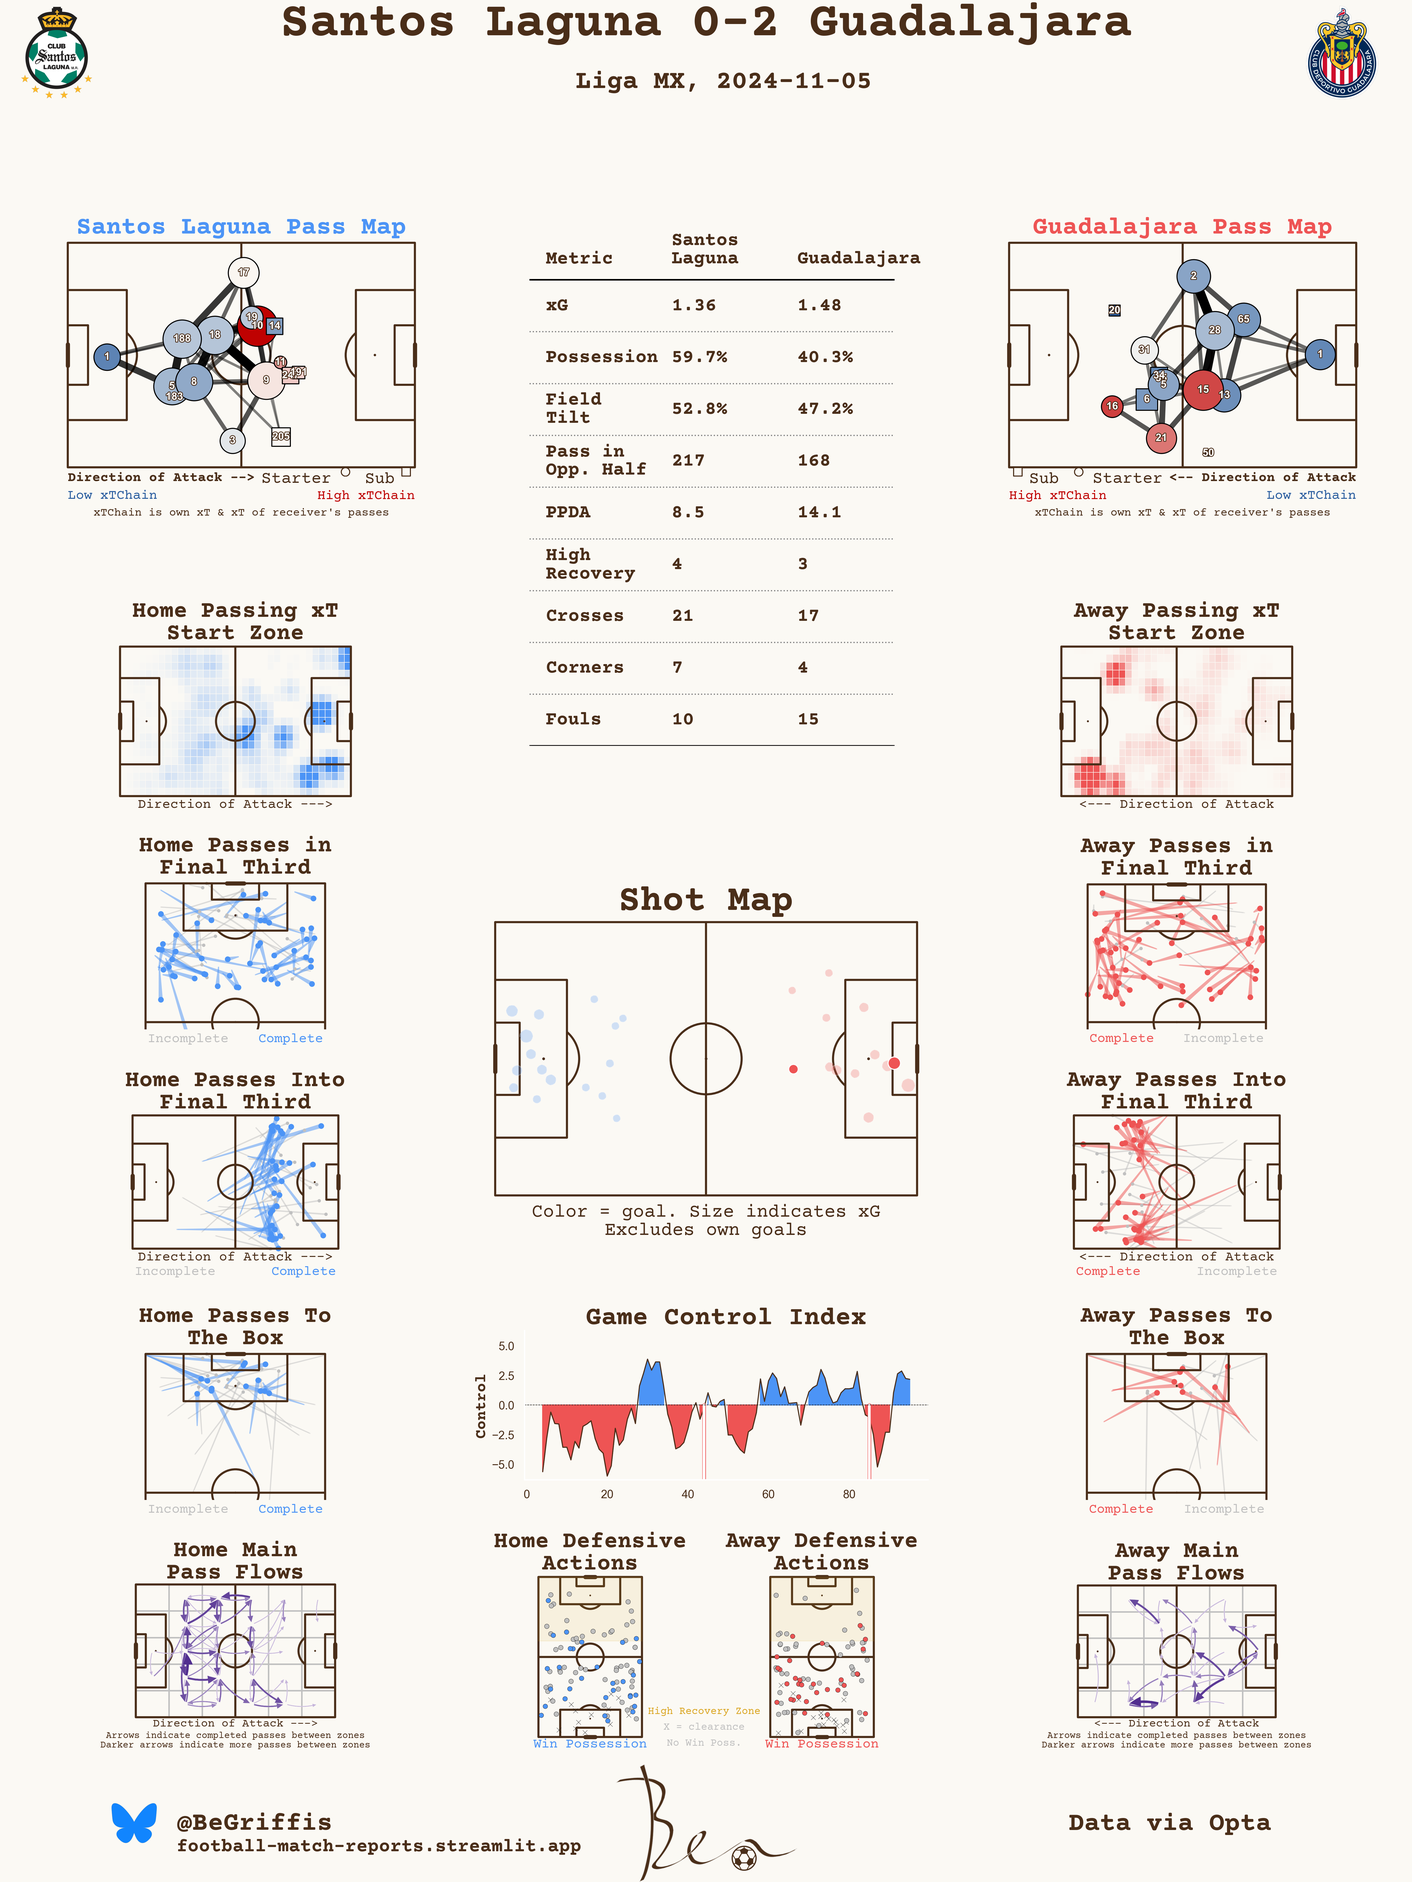 Santos Laguna 0-2 Guadalajara
Liga MX, 2024-11-05
CLUB
Santos
LAGUNA
CLUB DEPORTIVO GUADALAJARA
Santos Laguna Pass Map
17
19
10
14
188
18
1
11
24
191
5
183
8
9
3
205
Direction of Attack --> Starter Sub
Low xTChain High xTChain
xTChain is own xT & xT of receiver's passes
Metric Santos Laguna Guadalajara
xG 1.36 1.48
Possession 59.7% 40.3%
Field Tilt 52.8% 47.2%
Pass in Opp. Half 217 168
PPDA 8.5 14.1
High Recovery 4 3
Crosses 21 17
Corners 7 4
Fouls 10 15
Guadalajara Pass Map
2
20
65
28
31
1
34
5
6
15
13
16
21
50
Sub Starter <-- Direction of Attack
High xTChain Low xTChain
xTChain is own xT & xT of receiver's passes
Home Passing xT
Start Zone
Direction of Attack --->
Away Passing xT
Start Zone
<--- Direction of Attack
Home Passes in
Final Third
Incomplete Complete
Away Passes in
Final Third
Complete Incomplete
Shot Map
Color = goal. Size indicates xG
Excludes own goals
Home Passes Into
Final Third
Direction of Attack --->
Incomplete Complete
Away Passes Into
Final Third
<--- Direction of Attack
Complete Incomplete
Home Passes To
The Box
Incomplete Complete
Game Control Index
Control
5.0
2.5
0.0
−2.5
−5.0
0 20 40 60 80
Away Passes To
The Box
Complete Incomplete
Home Main
Pass Flows
Direction of Attack --->
Arrows indicate completed passes between zones
Darker arrows indicate more passes between zones
Home Defensive
Actions
Win Possession
High Recovery Zone
X = clearance
No Win Poss.
Away Defensive
Actions
Win Possession
Away Main
Pass Flows
<--- Direction of Attack
Arrows indicate completed passes between zones
Darker arrows indicate more passes between zones
@BeGriffis
football-match-reports.streamlit.app
Ben
Data via Opta